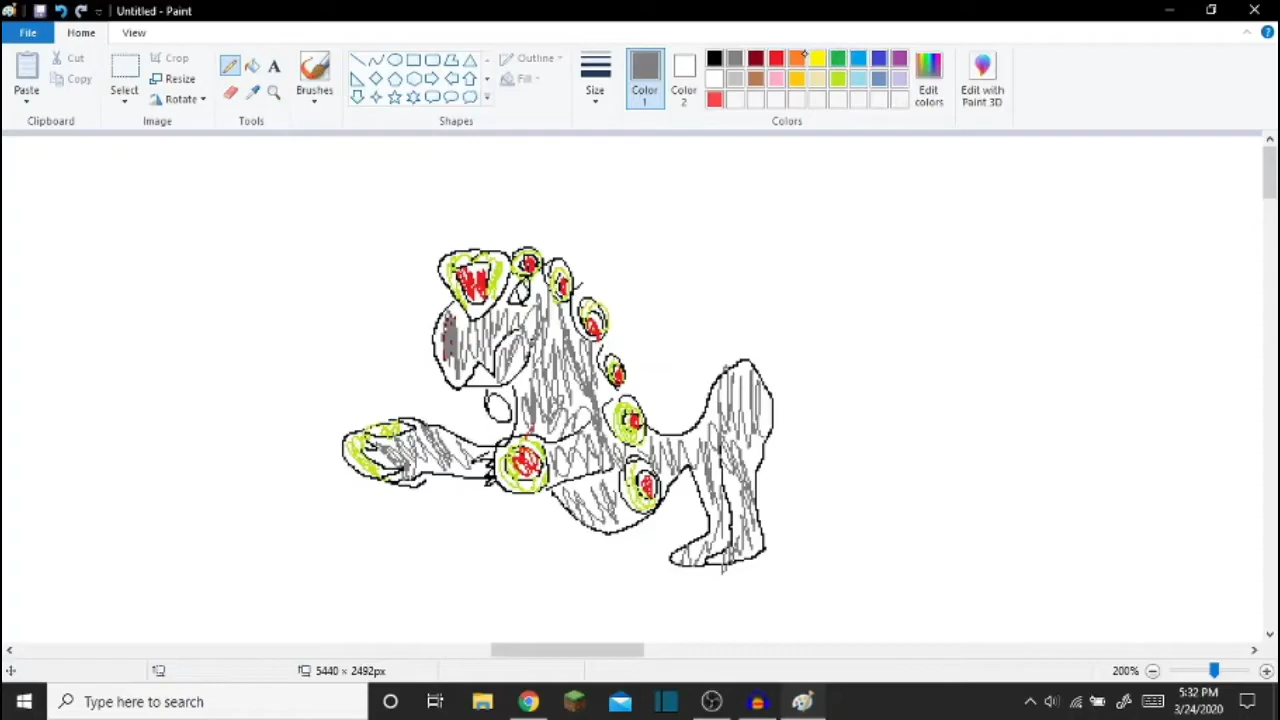 Untitled - Paint
File Home View
Paste Cut Copy
Select Crop Resize Rotate
A
Brushes
Outline
Fill
Size
Color 1
Color 2
Edit colors
Edit with Paint 3D
Clipboard Image Tools Shapes Colors
5440 × 2492px
200%
Type here to search
5:32 PM
3/24/2020